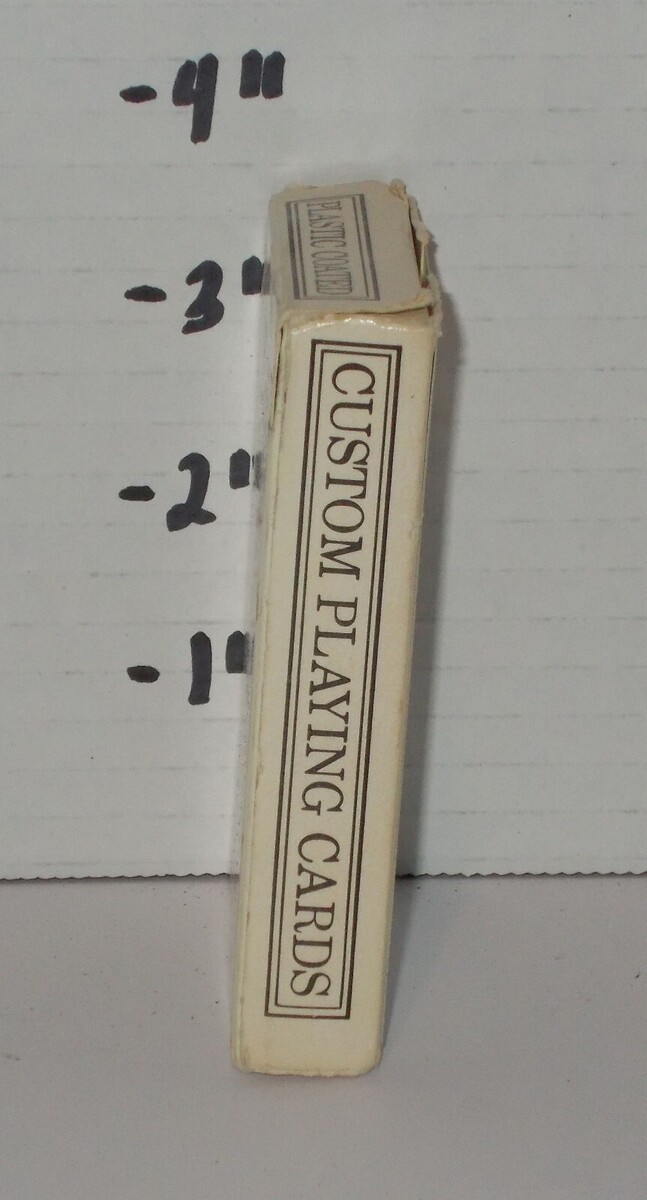 -4"
PLASTIC COATED
-3"
CUSTOM PLAYING CARDS
-2"
-1"